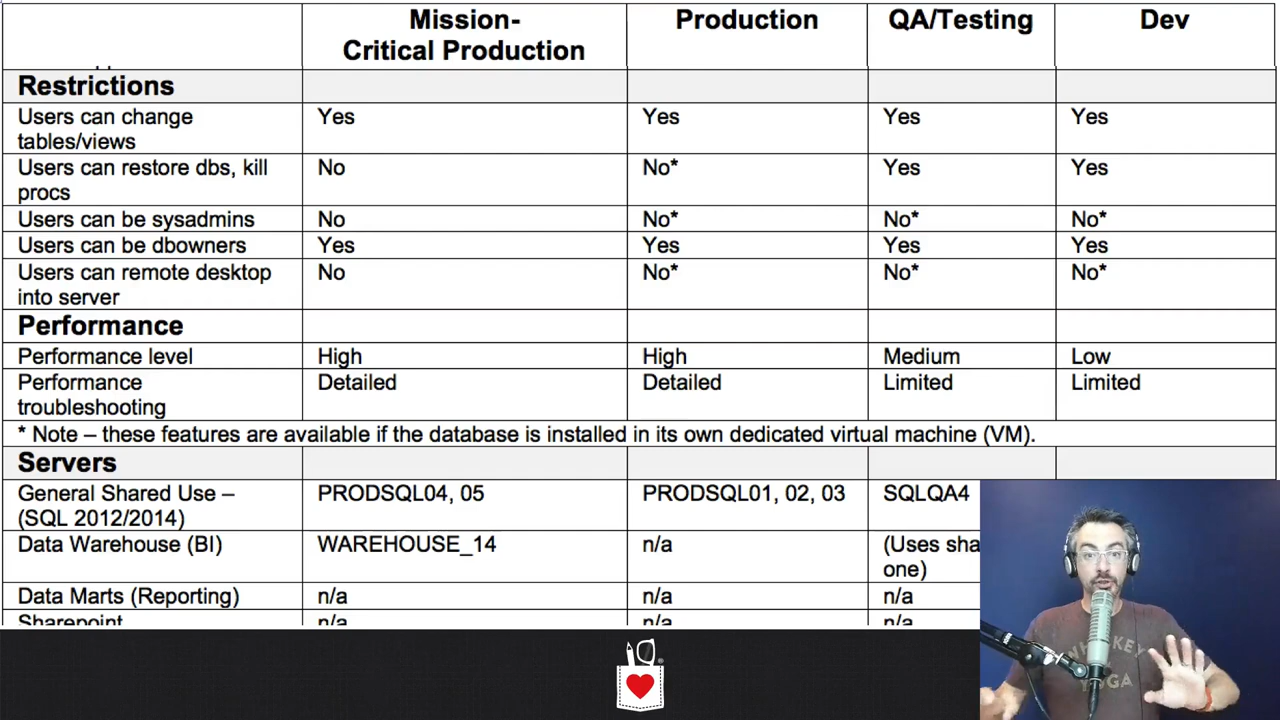 Mission-
Critical Production
Production
QA/Testing
Dev
Restrictions
Users can change
tables/views
Yes
Yes
Yes
Yes
Users can restore dbs, kill
procs
No
No*
Yes
Yes
Users can be sysadmins
No
No*
No*
No*
Users can be dbowners
Yes
Yes
Yes
Yes
Users can remote desktop
into server
No
No*
No*
No*
Performance
Performance level
High
High
Medium
Low
Performance
troubleshooting
Detailed
Detailed
Limited
Limited
* Note – these features are available if the database is installed in its own dedicated virtual machine (VM).
Servers
General Shared Use –
(SQL 2012/2014)
PRODSQL04, 05
PRODSQL01, 02, 03
SQLQA4
Data Warehouse (BI)
WAREHOUSE_14
n/a
(Uses sha
one)
Data Marts (Reporting)
n/a
n/a
n/a
Sharepoint
n/a
n/a
n/a
YOGA